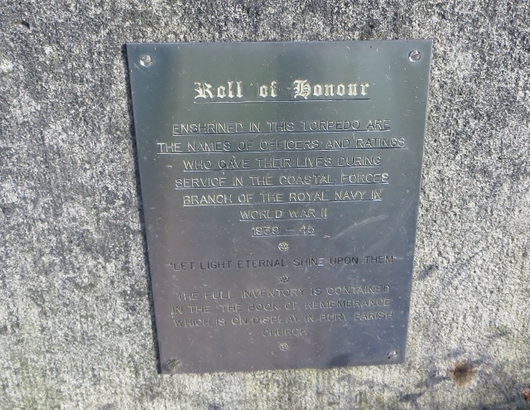 Roll of Honour
ENSHRINED IN THIS TORPEDO ARE
THE NAMES OF OFFICERS AND RATINGS
WHO GAVE THEIR LIVES DURING
SERVICE IN THE COASTAL FORCES
BRANCH OF THE ROYAL NAVY IN
WORLD WAR II
1939 - 45
"LET LIGHT ETERNAL SHINE UPON THEM"
THE FULL INVENTORY IS CONTAINED
IN THE 'THE BOOK OF REMEMBRANCE'
WHICH IS ON DISPLAY IN BURY PARISH
CHURCH